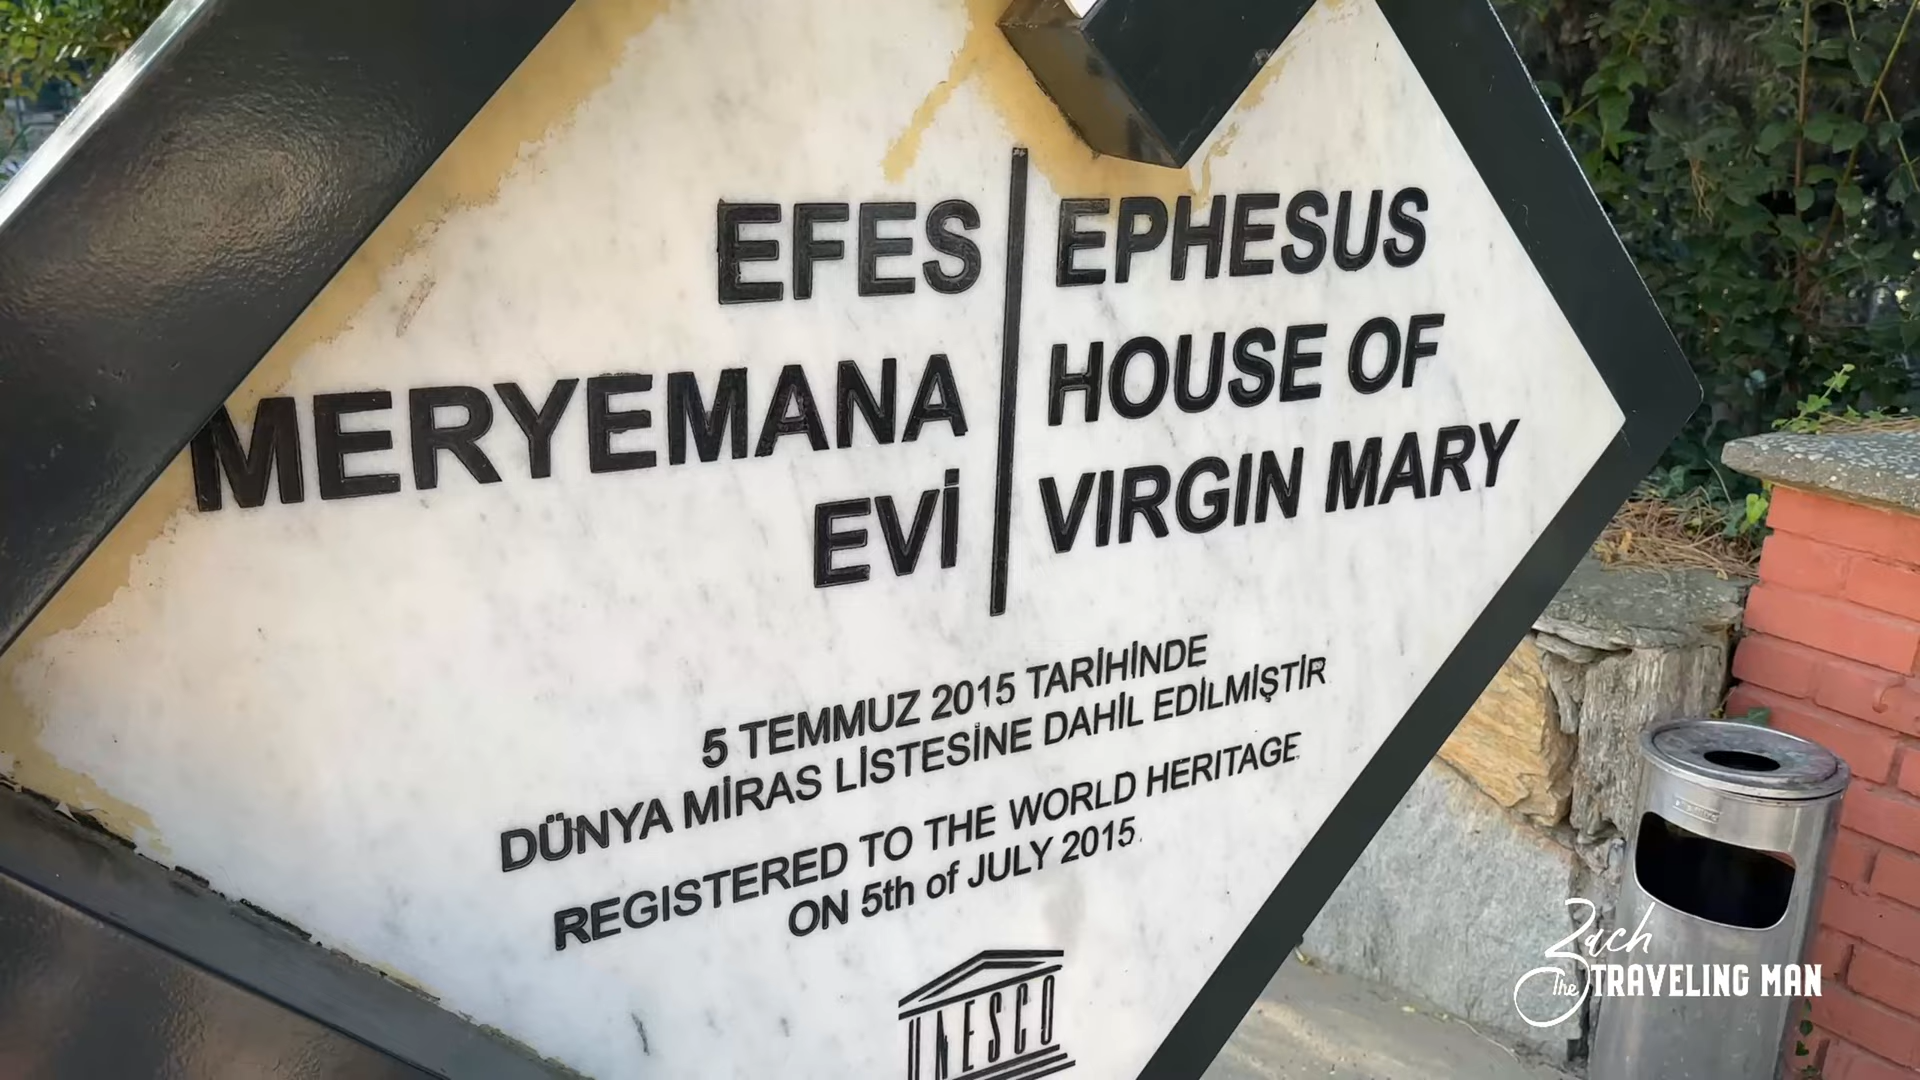 EFES
MERYEMANA
EVİ
EPHESUS
HOUSE OF
VIRGIN MARY
5 TEMMUZ 2015 TARİHİNDE
DÜNYA MİRAS LİSTESİNE DAHİL EDİLMİŞTİR
REGISTERED TO THE WORLD HERITAGE
ON 5th of JULY 2015
UNESCO
Zach
The TRAVELING MAN